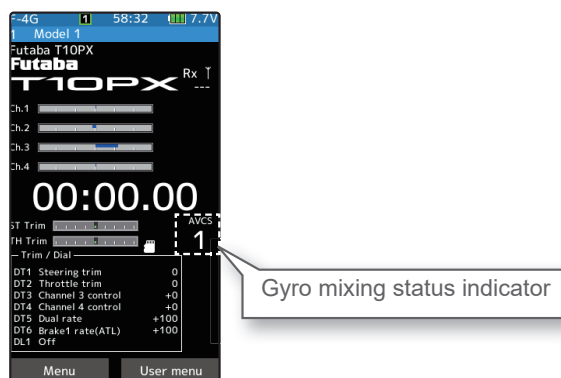 F-4G 1 58:32 7.7V
1 Model 1
Futaba T10PX
Futaba
T10PX
Rx
---
Ch.1
Ch.2
Ch.3
Ch.4
00:00.00
ST Trim
AVCS
TH Trim
1
Trim / Dial
DT1 Steering trim 0
DT2 Throttle trim 0
DT3 Channel 3 control +0
DT4 Channel 4 control +0
DT5 Dual rate +100
DT6 Brake1 rate(ATL) +100
DL1 Off
Menu User menu
Gyro mixing status indicator